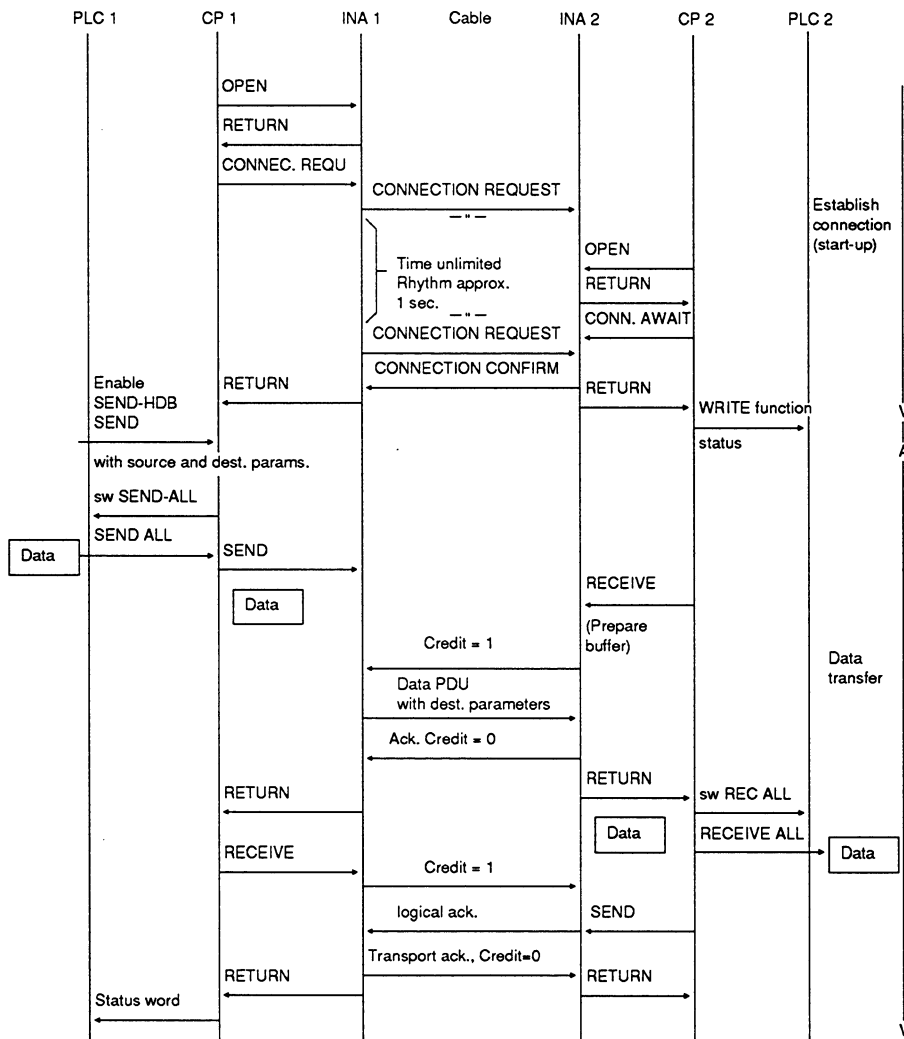 PLC 1 CP 1 INA 1 Cable INA 2 CP 2 PLC 2
OPEN
RETURN
CONNEC. REQU
CONNECTION REQUEST
— " —
Establish
connection
(start-up)
OPEN
Time unlimited
Rhythm approx.
1 sec.
RETURN
— " —
CONN. AWAIT
CONNECTION REQUEST
CONNECTION CONFIRM
Enable
SEND-HDB
SEND
RETURN
RETURN
WRITE function
status
with source and dest. params.
sw SEND-ALL
SEND ALL
Data
SEND
Data
RECEIVE
(Prepare
buffer)
Credit = 1
Data
transfer
Data PDU
with dest. parameters
Ack. Credit = 0
RETURN
RETURN
sw REC ALL
Data
RECEIVE ALL
Data
RECEIVE
Credit = 1
logical ack.
SEND
Transport ack., Credit=0
RETURN
RETURN
Status word